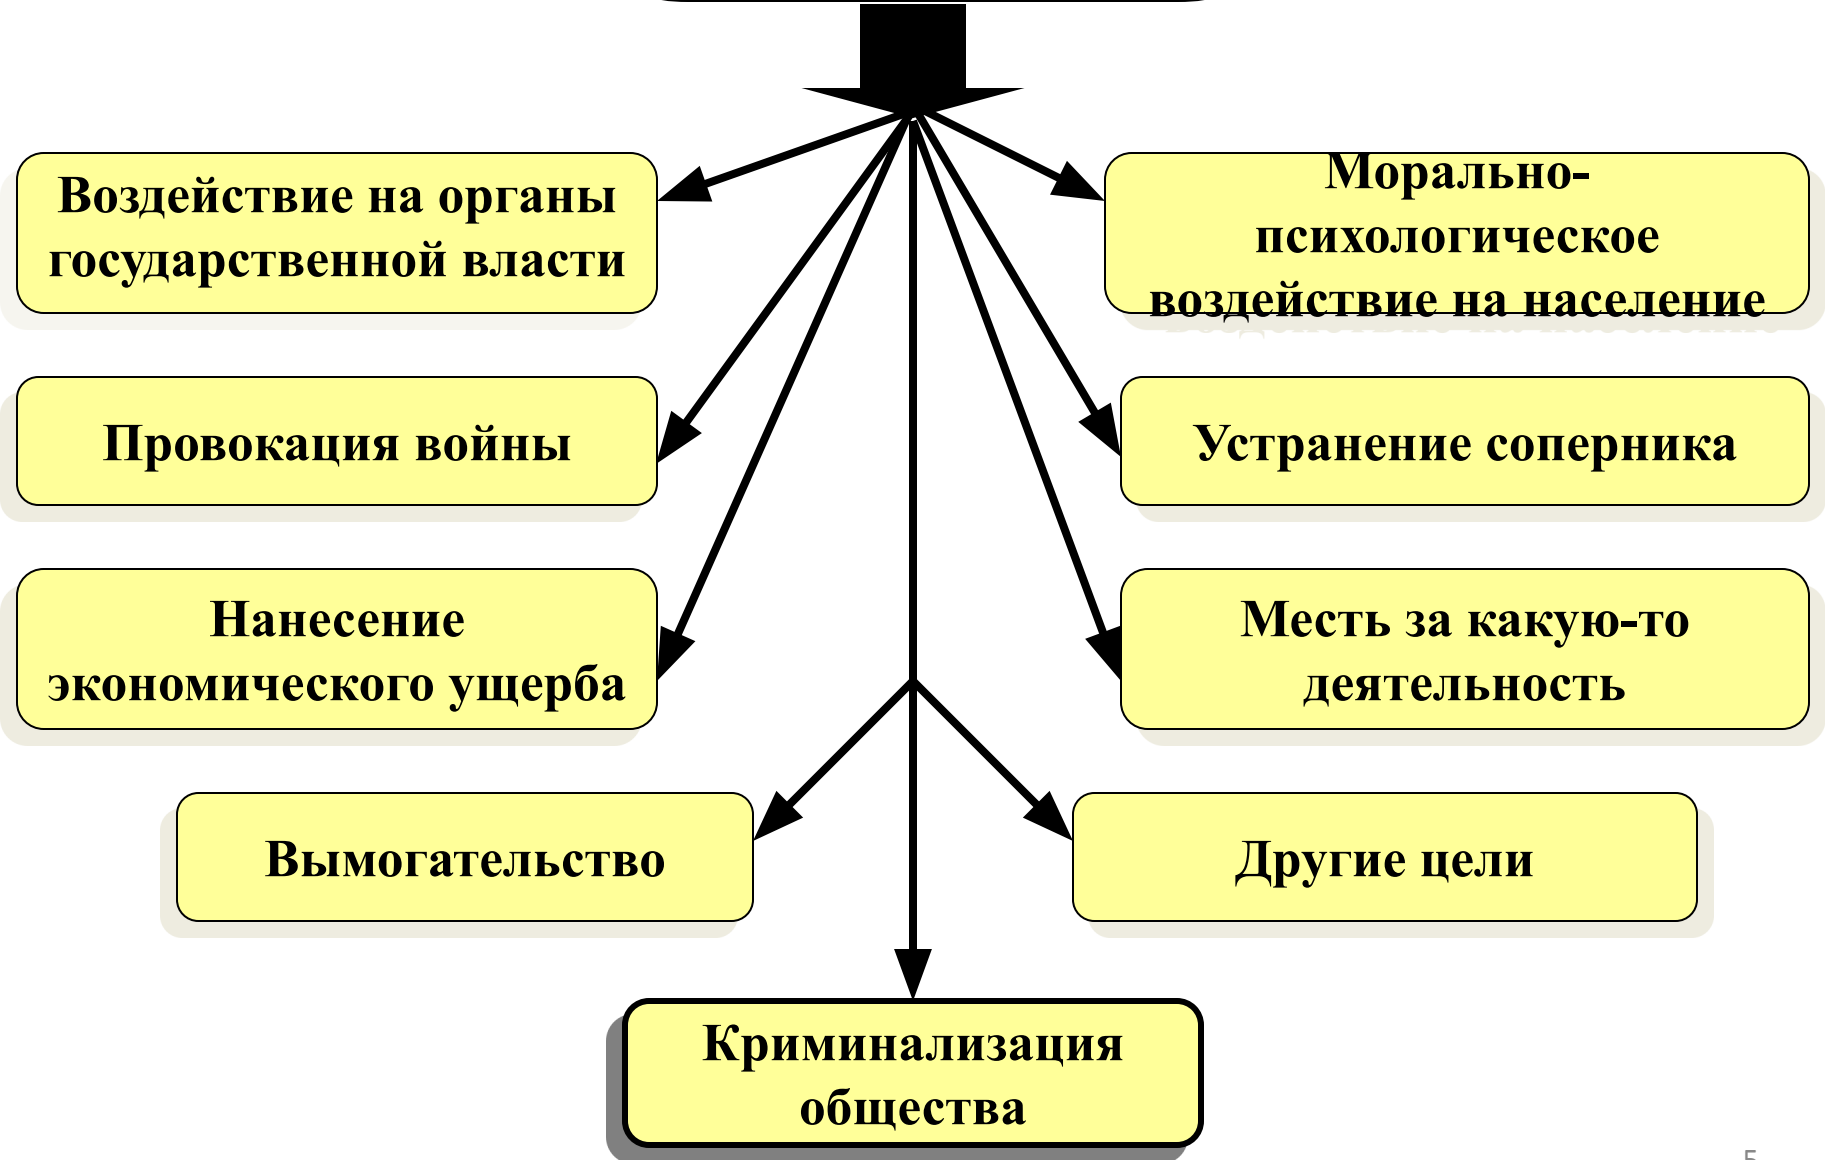 Воздействие на органы
государственной власти
Морально-
психологическое
воздействие на население
Провокация войны
Устранение соперника
Нанесение
экономического ущерба
Месть за какую-то
деятельность
Вымогательство
Другие цели
Криминализация
общества
5